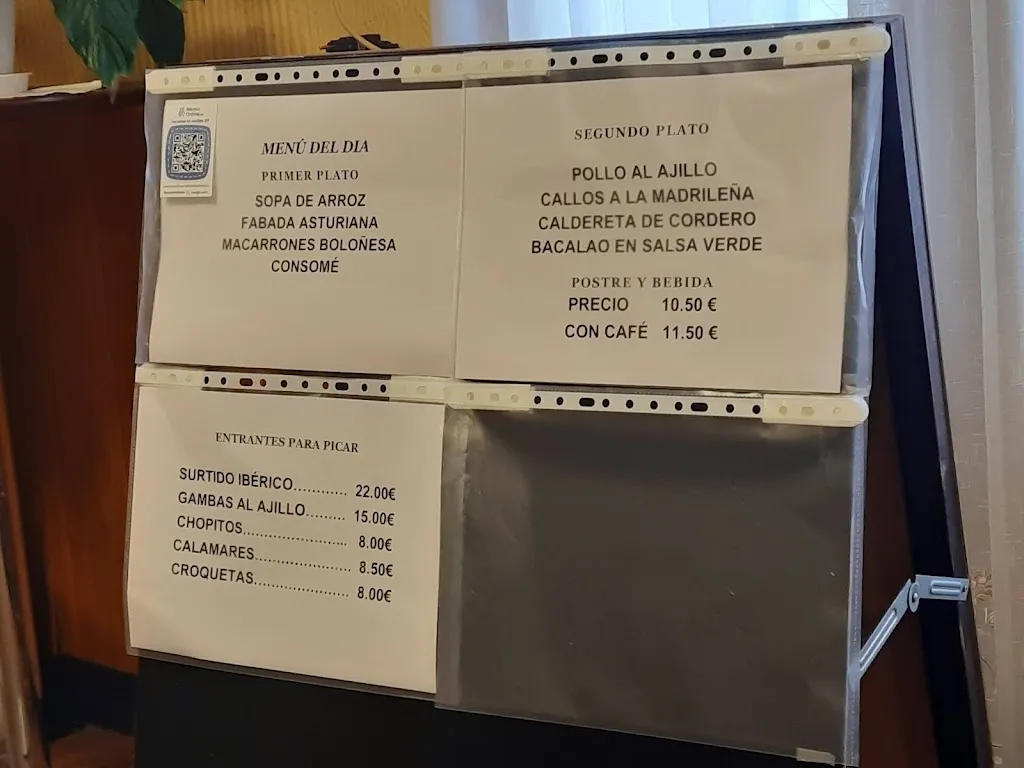 MENÚ DEL DIA
PRIMER PLATO
SOPA DE ARROZ
FABADA ASTURIANA
MACARRONES BOLOÑESA
CONSOMÉ
SEGUNDO PLATO
POLLO AL AJILLO
CALLOS A LA MADRILEÑA
CALDERETA DE CORDERO
BACALAO EN SALSA VERDE
POSTRE Y BEBIDA
PRECIO 10.50 €
CON CAFÉ 11.50 €
ENTRANTES PARA PICAR
SURTIDO IBÉRICO............ 22.00€
GAMBAS AL AJILLO......... 15.00€
CHOPITOS........................ 8.00€
CALAMARES..................... 8.50€
CROQUETAS...................... 8.00€